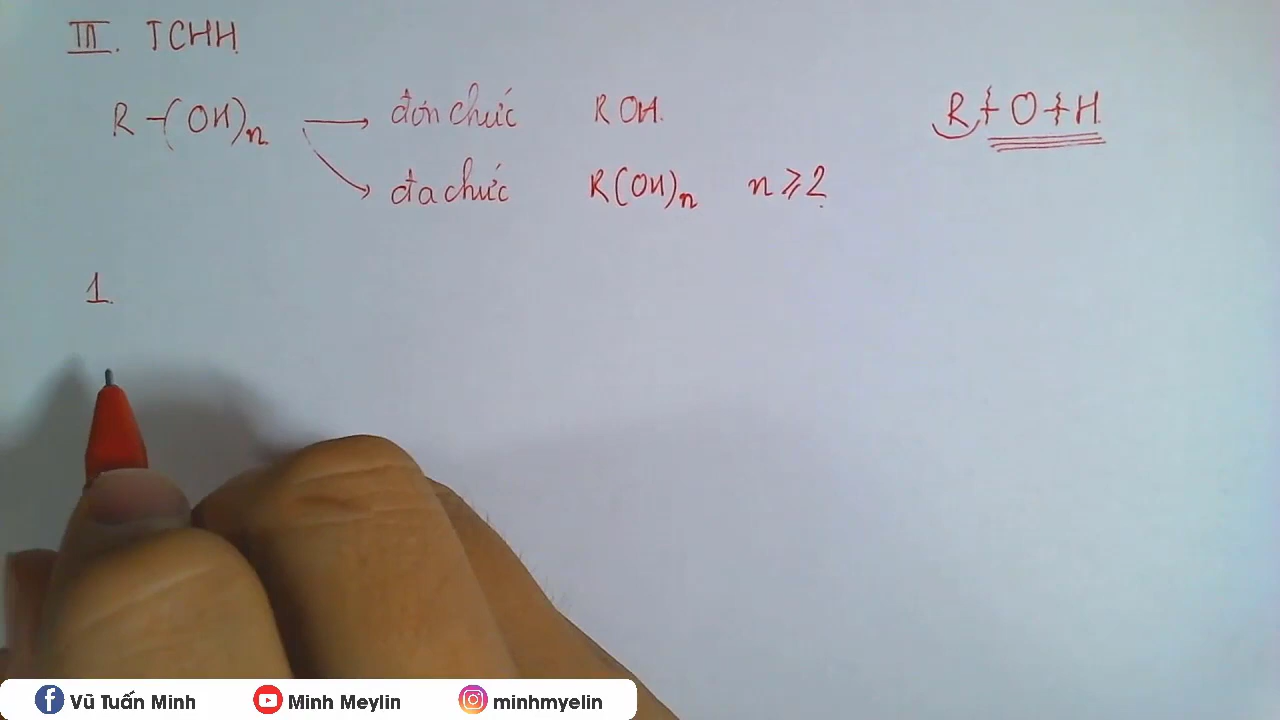 III. TCHH
R-(OH)n → đơn chức ROH
R+O+H
đa chức R(OH)n n ≥ 2
1.
Vũ Tuấn Minh Minh Meylin minhmyelin